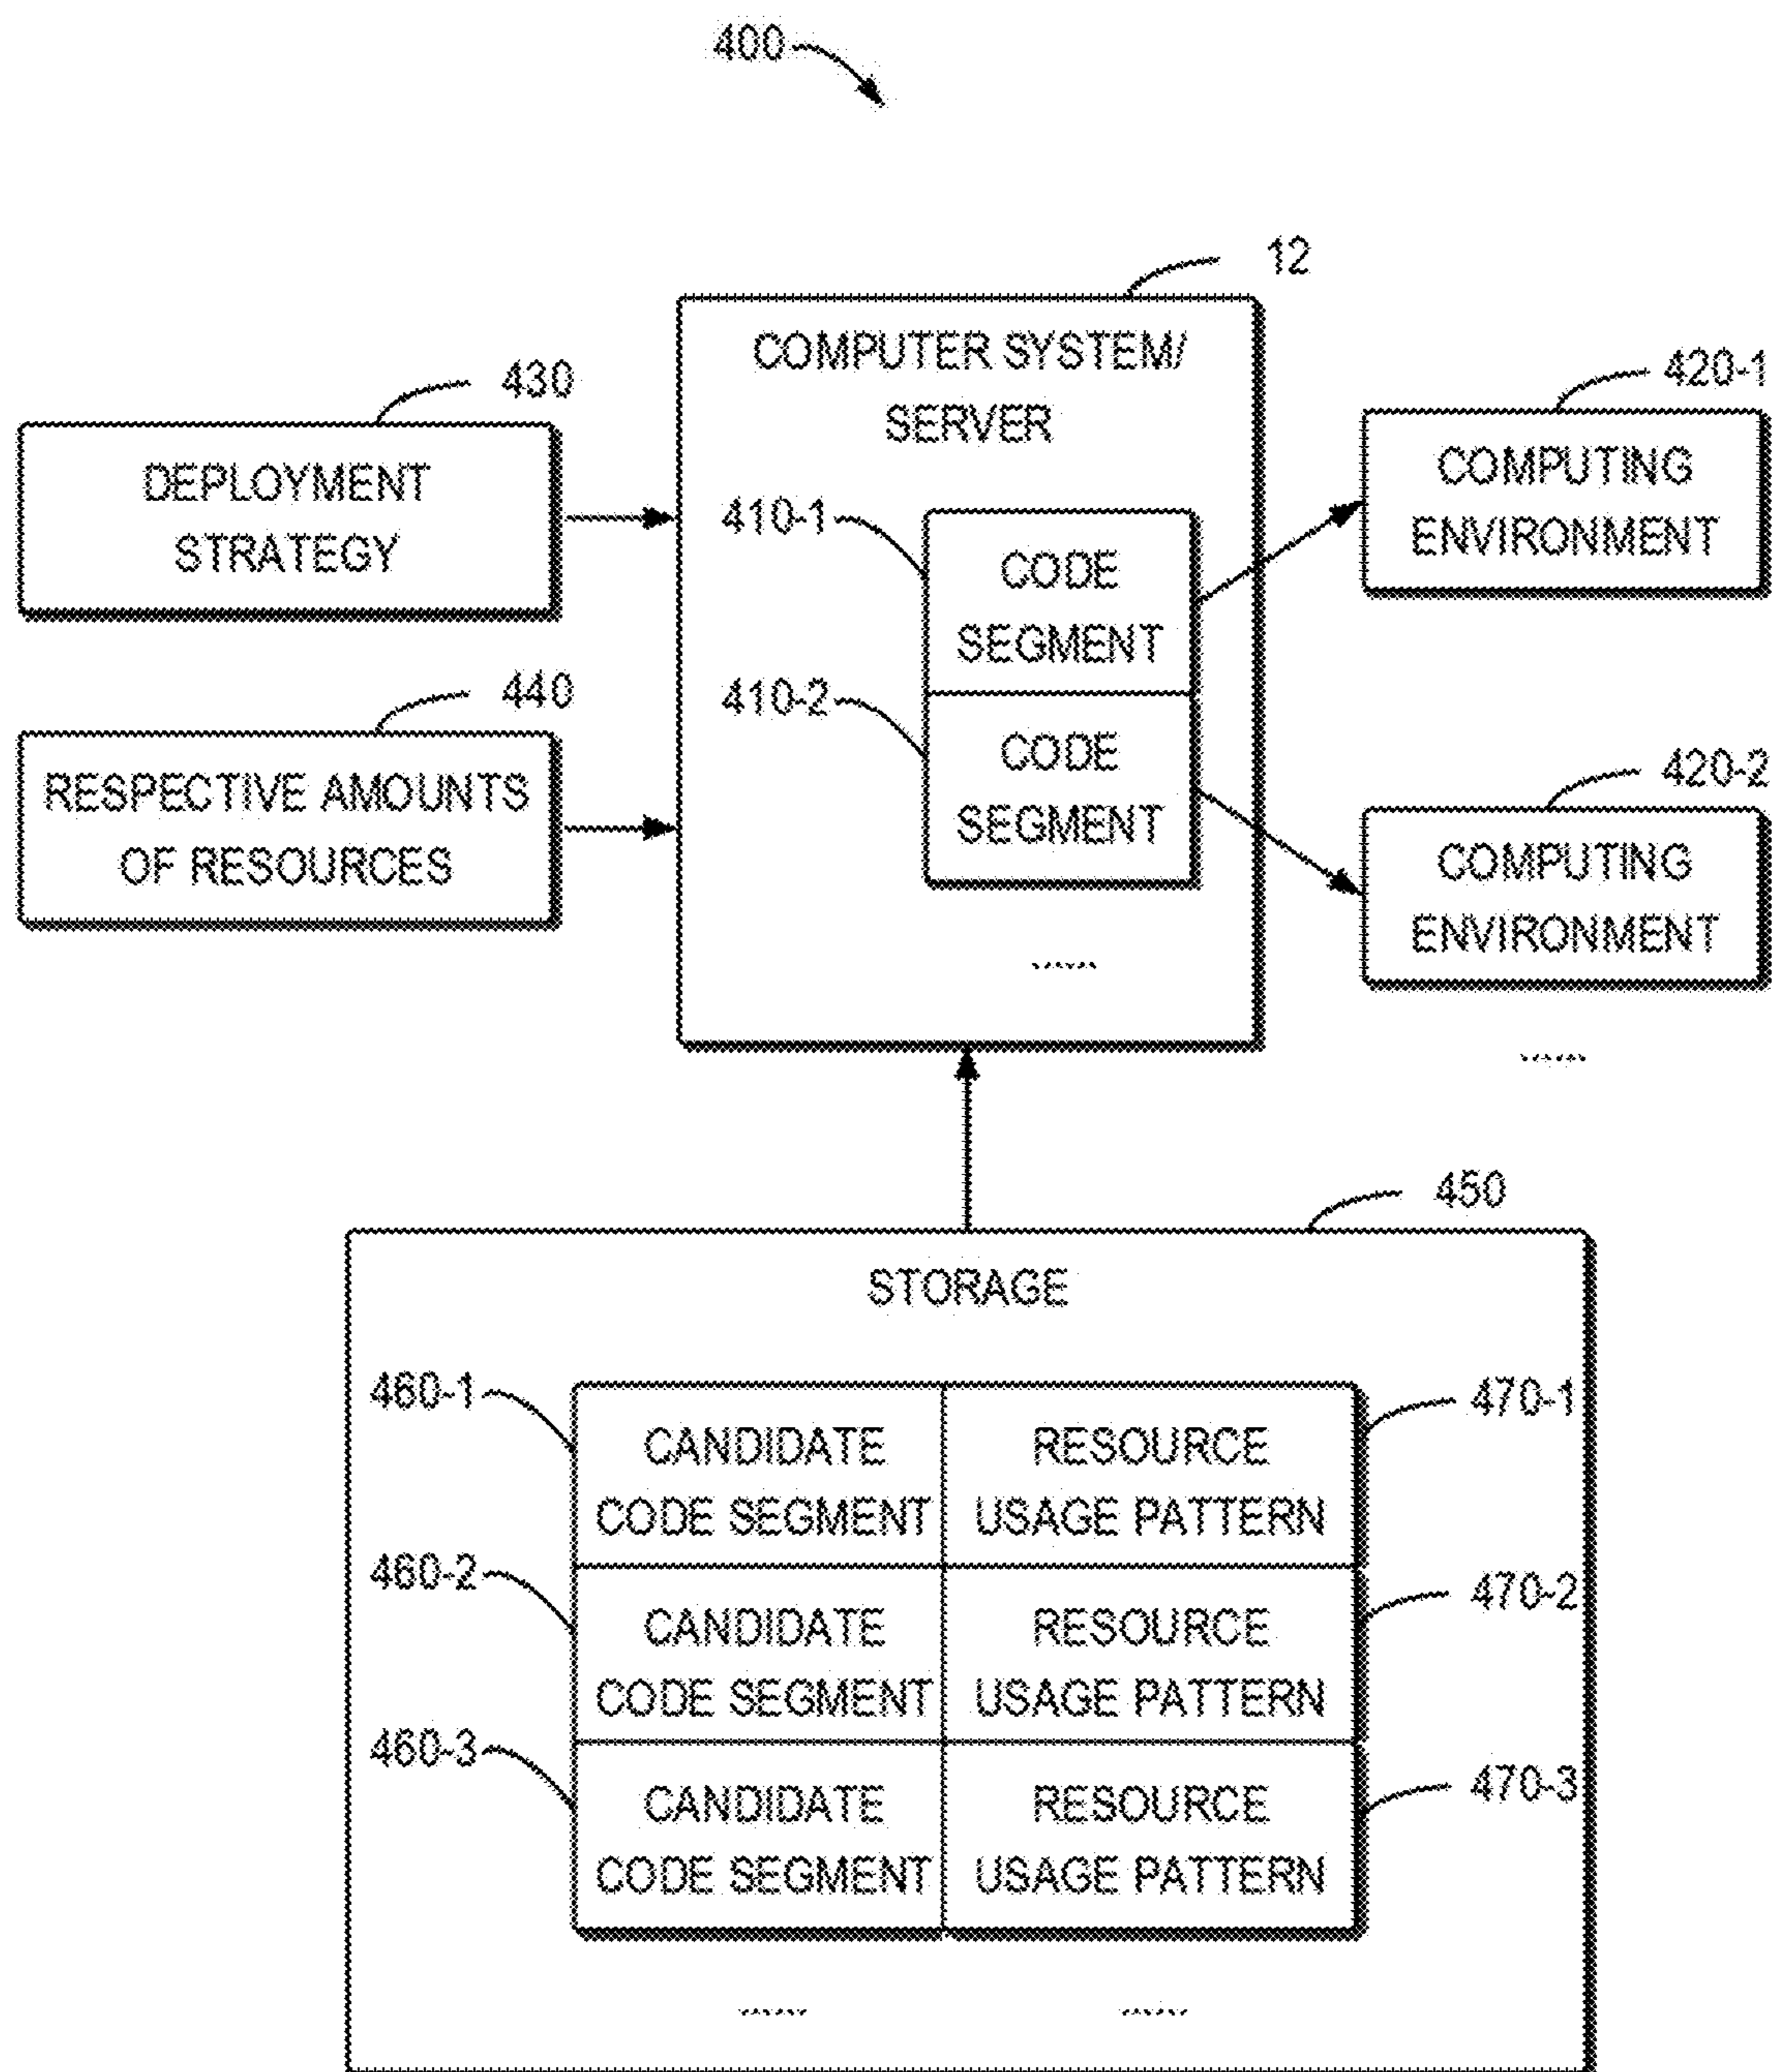 400
12
COMPUTER SYSTEM/
SERVER
430
DEPLOYMENT
STRATEGY
440
RESPECTIVE AMOUNTS
OF RESOURCES
410-1
CODE
SEGMENT
410-2
CODE
SEGMENT
......
420-1
COMPUTING
ENVIRONMENT
420-2
COMPUTING
ENVIRONMENT
......
450
STORAGE
460-1
CANDIDATE
CODE SEGMENT
RESOURCE
USAGE PATTERN
470-1
460-2
CANDIDATE
CODE SEGMENT
RESOURCE
USAGE PATTERN
470-2
460-3
CANDIDATE
CODE SEGMENT
RESOURCE
USAGE PATTERN
470-3
......
......